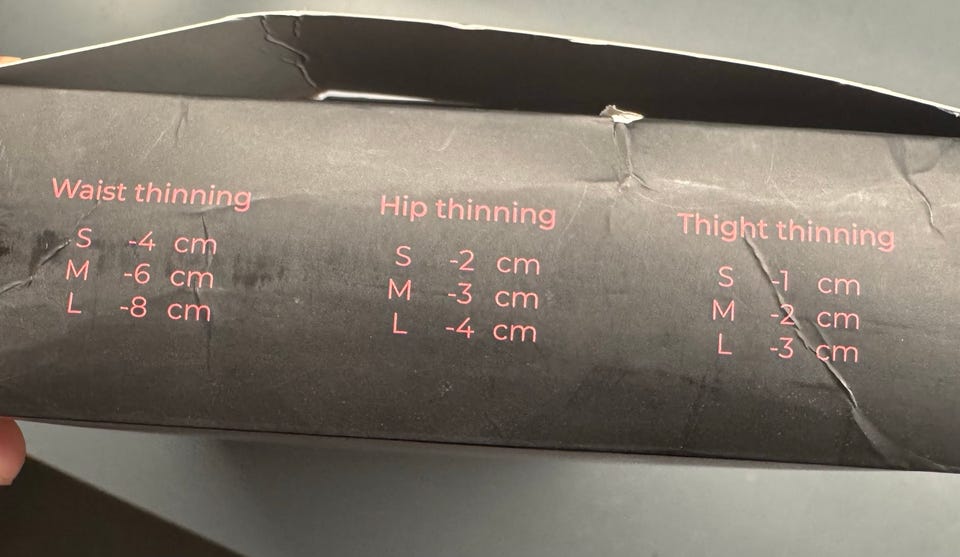 Waist thinning
S -4 cm
M -6 cm
L -8 cm
Hip thinning
S -2 cm
M -3 cm
L -4 cm
Thight thinning
S -1 cm
M -2 cm
L -3 cm